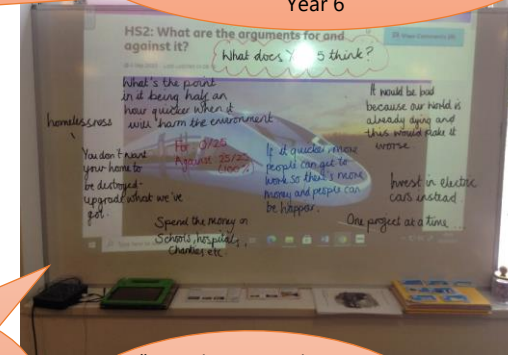 Year 6
HS2: What are the arguments for and
against it?
What does Y5 think?
What's the point
in it being half an
hour quicker when it
will harm the environment
homelessness
You don't want
your home to
be destroyed-
upgrade what we've
got.
For 0/25
Against 25/25
(100%)
If it quicker, more
people can get to
work so there's more
money and people can
be happier.
It would be bad
because our world is
already dying and
this would make it
worse
Invest in electric
cars instead.
One project at a time
Spend the money on
Schools, hospitals,
Charities etc.